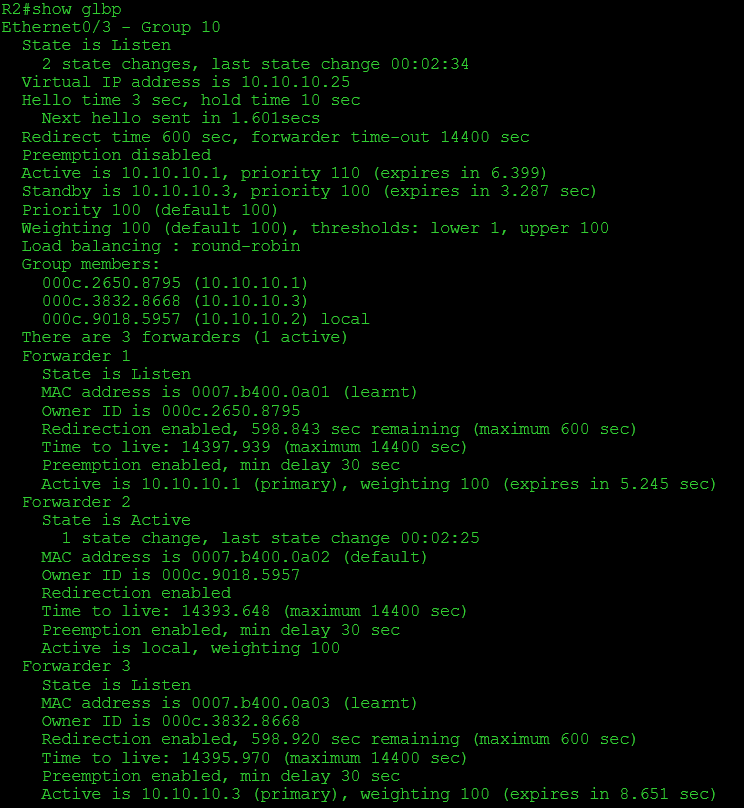 R2#show glbp
Ethernet0/3 - Group 10
State is Listen
2 state changes, last state change 00:02:34
Virtual IP address is 10.10.10.25
Hello time 3 sec, hold time 10 sec
Next hello sent in 1.601secs
Redirect time 600 sec, forwarder time-out 14400 sec
Preemption disabled
Active is 10.10.10.1, priority 110 (expires in 6.399)
Standby is 10.10.10.3, priority 100 (expires in 3.287 sec)
Priority 100 (default 100)
Weighting 100 (default 100), thresholds: lower 1, upper 100
Load balancing : round-robin
Group members:
000c.2650.8795 (10.10.10.1)
000c.3832.8668 (10.10.10.3)
000c.9018.5957 (10.10.10.2) local
There are 3 forwarders (1 active)
Forwarder 1
State is Listen
MAC address is 0007.b400.0a01 (learnt)
Owner ID is 000c.2650.8795
Redirection enabled, 598.843 sec remaining (maximum 600 sec)
Time to live: 14397.939 (maximum 14400 sec)
Preemption enabled, min delay 30 sec
Active is 10.10.10.1 (primary), weighting 100 (expires in 5.245 sec)
Forwarder 2
State is Active
1 state change, last state change 00:02:25
MAC address is 0007.b400.0a02 (default)
Owner ID is 000c.9018.5957
Redirection enabled
Time to live: 14393.648 (maximum 14400 sec)
Preemption enabled, min delay 30 sec
Active is local, weighting 100
Forwarder 3
State is Listen
MAC address is 0007.b400.0a03 (learnt)
Owner ID is 000c.3832.8668
Redirection enabled, 598.920 sec remaining (maximum 600 sec)
Time to live: 14395.970 (maximum 14400 sec)
Preemption enabled, min delay 30 sec
Active is 10.10.10.3 (primary), weighting 100 (expires in 8.651 sec)